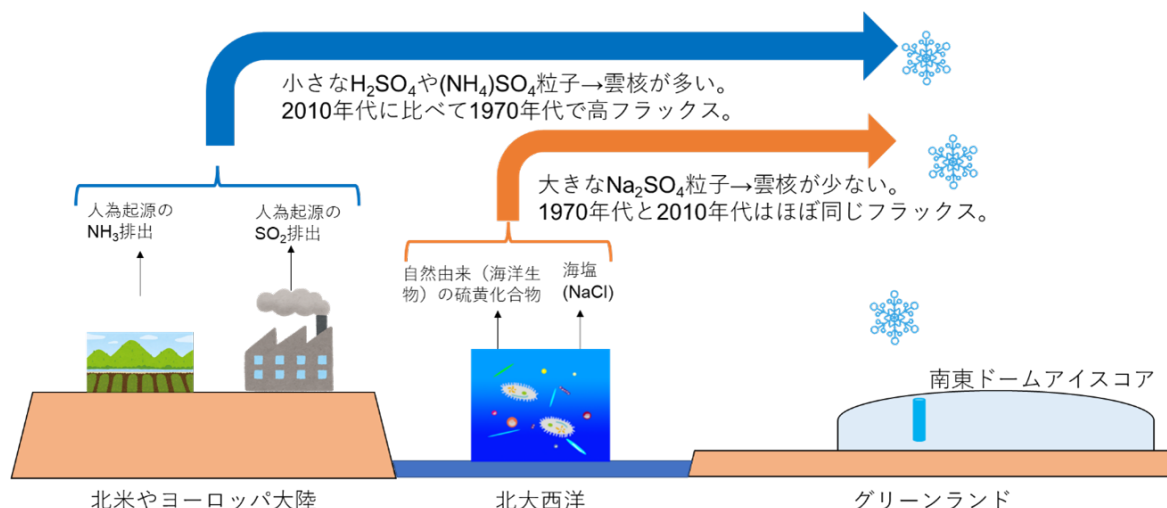 小さなH₂SO₄や(NH₄)SO₄粒子→雲核が多い。
2010年代に比べて1970年代で高フラックス。
大きなNa₂SO₄粒子→雲核が少ない。
1970年代と2010年代はほぼ同じフラックス。
人為起源の
NH₃排出
人為起源の
SO₂排出
自然由来（海洋生
物）の硫黄化合物
海塩
(NaCl)
南東ドームアイスコア
北米やヨーロッパ大陸
北大西洋
グリーンランド